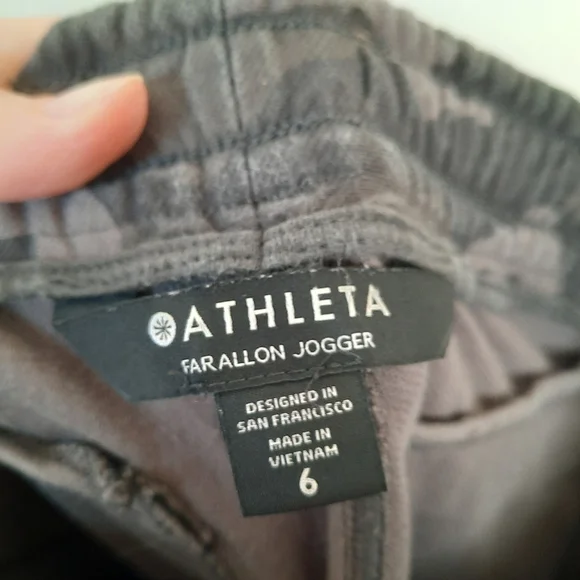 ATHLETA
FARALLON JOGGER
DESIGNED IN
SAN FRANCISCO
MADE IN
VIETNAM
6